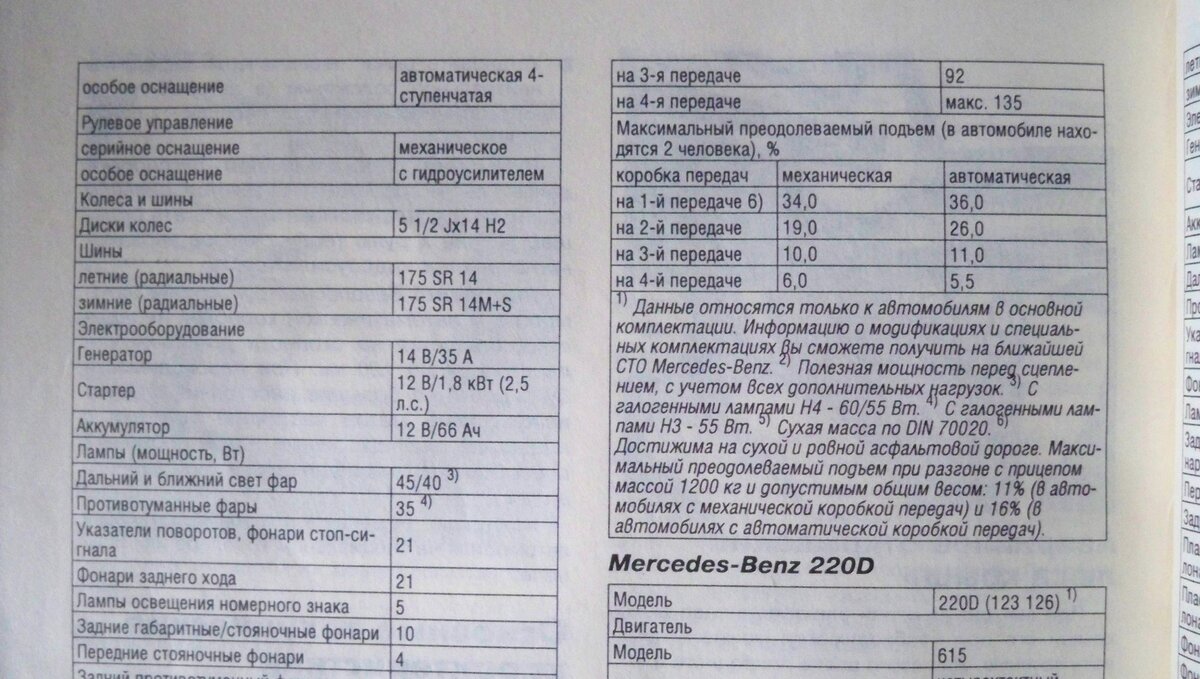 особое оснащение автоматическая 4-
ступенчатая
Рулевое управление
серийное оснащение механическое
особое оснащение с гидроусилителем
Колеса и шины
Диски колес 5 1/2 Jx14 H2
Шины
летние (радиальные) 175 SR 14
зимние (радиальные) 175 SR 14M+S
Электрооборудование
Генератор 14 В/35 А
Стартер 12 В/1,8 кВт (2,5
л.с.)
Аккумулятор 12 В/66 Ач
Лампы (мощность, Вт)
Дальний и ближний свет фар 45/40 3)
Противотуманные фары 35 4)
Указатели поворотов, фонари стоп-си-
гнала 21
Фонари заднего хода 21
Лампы освещения номерного знака 5
Задние габаритные/стояночные фонари 10
Передние стояночные фонари 4
Задний противотуманный
на 3-я передаче 92
на 4-я передаче макс. 135
Максимальный преодолеваемый подъем (в автомобиле нахо-
дятся 2 человека), %
коробка передач механическая автоматическая
на 1-й передаче 6) 34,0 36,0
на 2-й передаче 19,0 26,0
на 3-й передаче 10,0 11,0
на 4-й передаче 6,0 5,5
1) Данные относятся только к автомобилям в основной
комплектации. Информацию о модификациях и специаль-
ных комплектациях Вы сможете получить на ближайшей
СТО Mercedes-Benz. 2) Полезная мощность перед сцепле-
нием, с учетом всех дополнительных нагрузок. 3) С
галогенными лампами H4 - 60/55 Вт. 4) С галогенными лам-
пами H3 - 55 Вт. 5) Сухая масса по DIN 70020. 6)
Достижима на сухой и ровной асфальтовой дороге. Макси-
мальный преодолеваемый подъем при разгоне с прицепом
массой 1200 кг и допустимым общим весом: 11% (в авто-
мобилях с механической коробкой передач) и 16% (в
автомобилях с автоматической коробкой передач).
Mercedes-Benz 220D
Модель 220D (123 126) 1)
Двигатель
Модель 615
четырехтактный